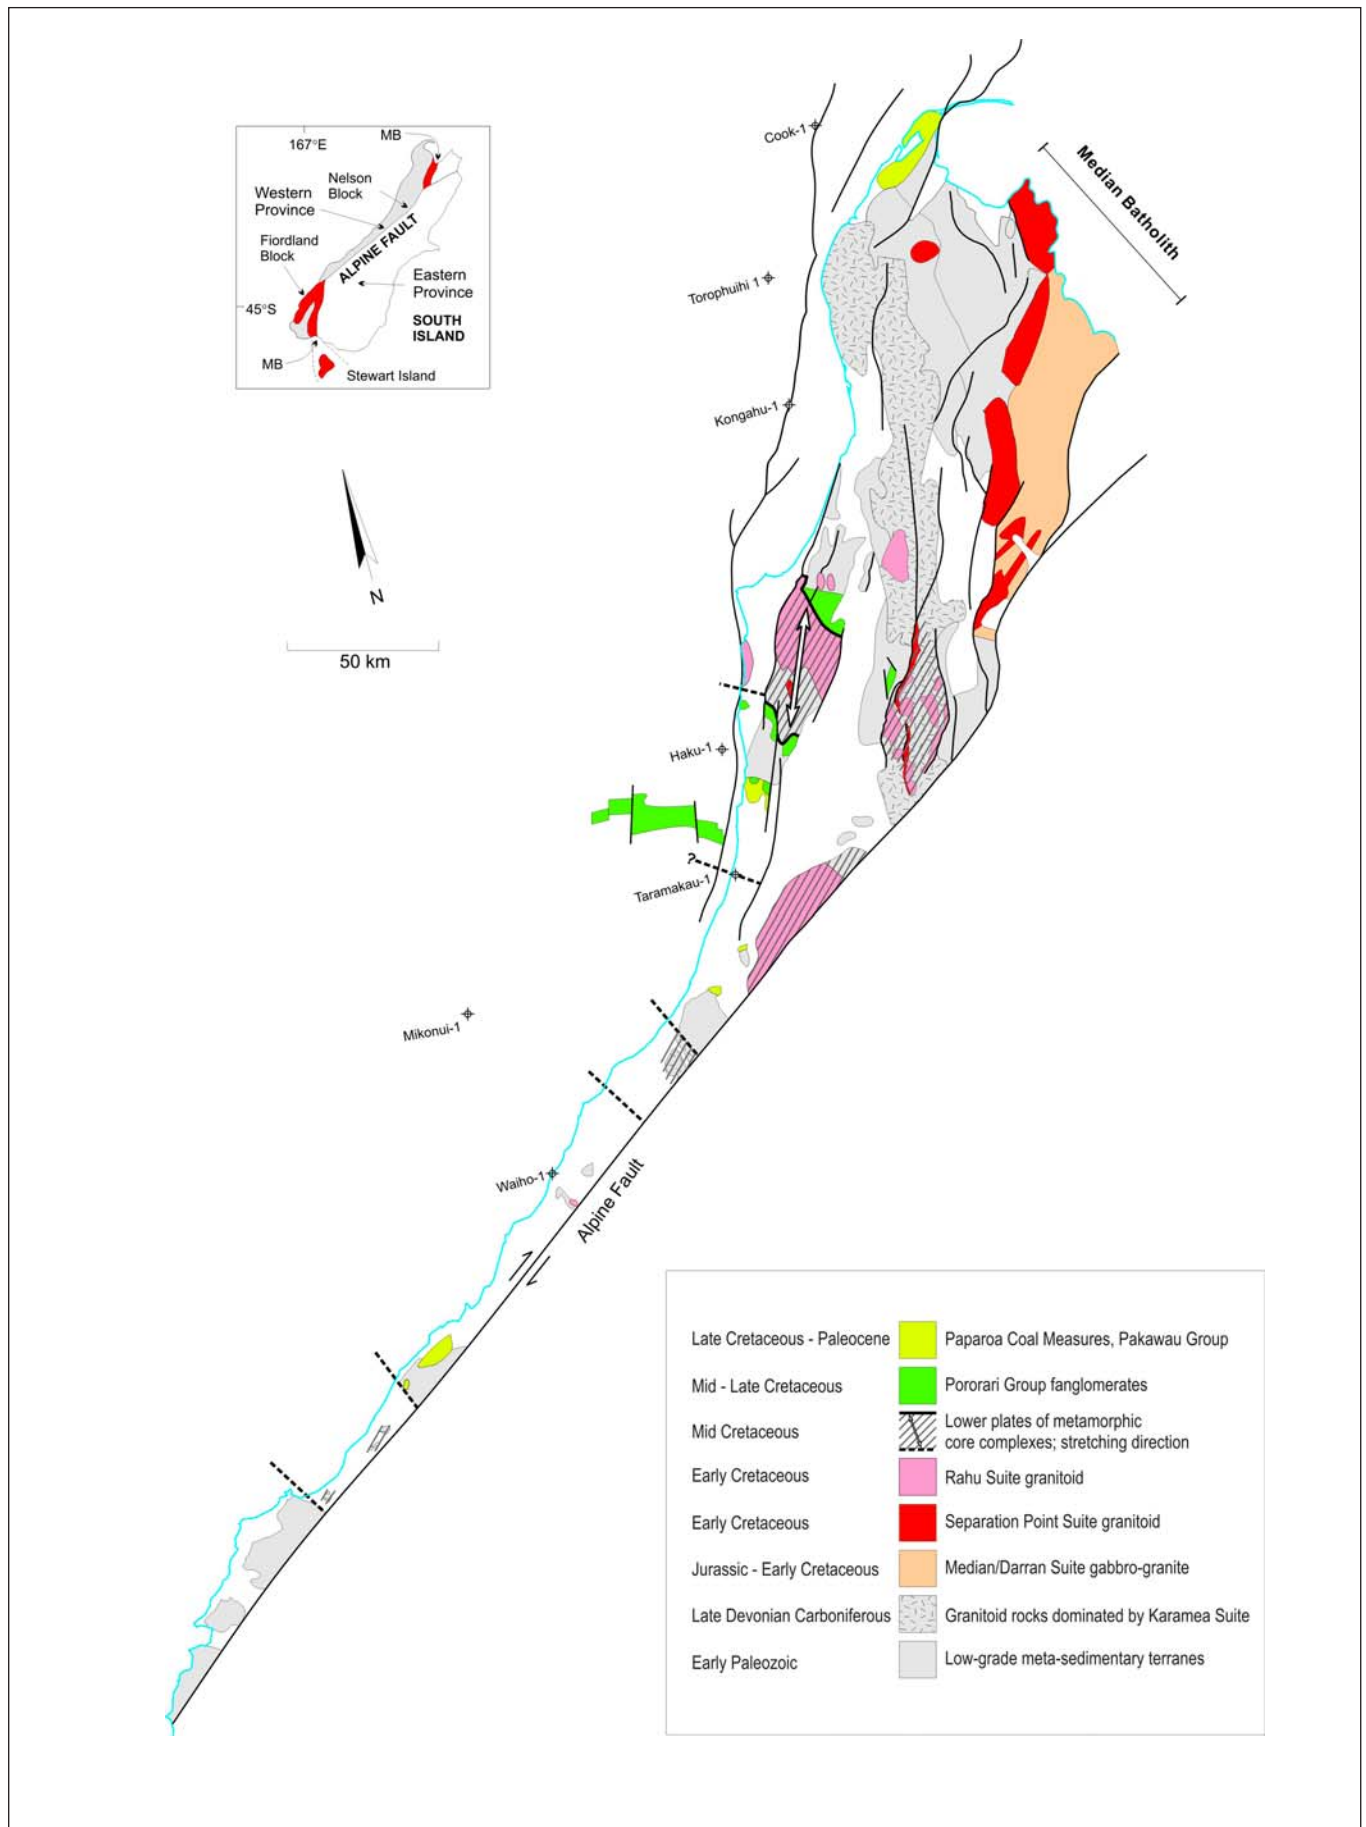 MB
167°E
Nelson
Block
Western
Province
Fiordland
Block
ALPINE FAULT
Eastern
Province
45°S
SOUTH
ISLAND
MB
Stewart Island
Cook-1
Median Batholith
Torophuihi 1
Kongahu-1
N
50 km
Haku-1
?
Taramakau-1
Mikonui-1
Waiho-1
Alpine Fault
Late Cretaceous - Paleocene Paparoa Coal Measures, Pakawau Group
Mid - Late Cretaceous Pororari Group fanglomerates
Mid Cretaceous Lower plates of metamorphic
core complexes; stretching direction
Early Cretaceous Rahu Suite granitoid
Early Cretaceous Separation Point Suite granitoid
Jurassic - Early Cretaceous Median/Darran Suite gabbro-granite
Late Devonian Carboniferous Granitoid rocks dominated by Karamea Suite
Early Paleozoic Low-grade meta-sedimentary terranes